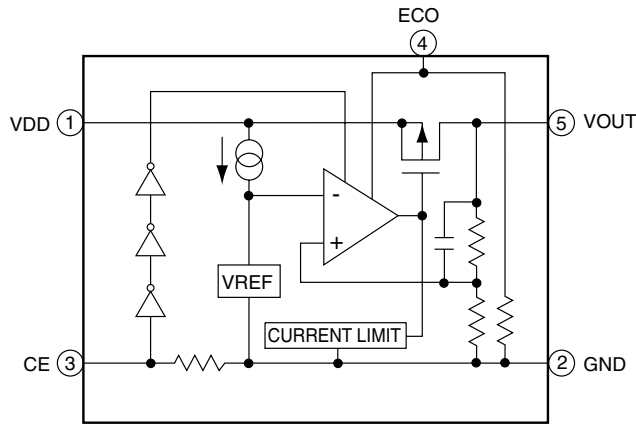 ECO
4
VDD 1
5 VOUT
-
+
VREF
CURRENT LIMIT
CE 3
2 GND